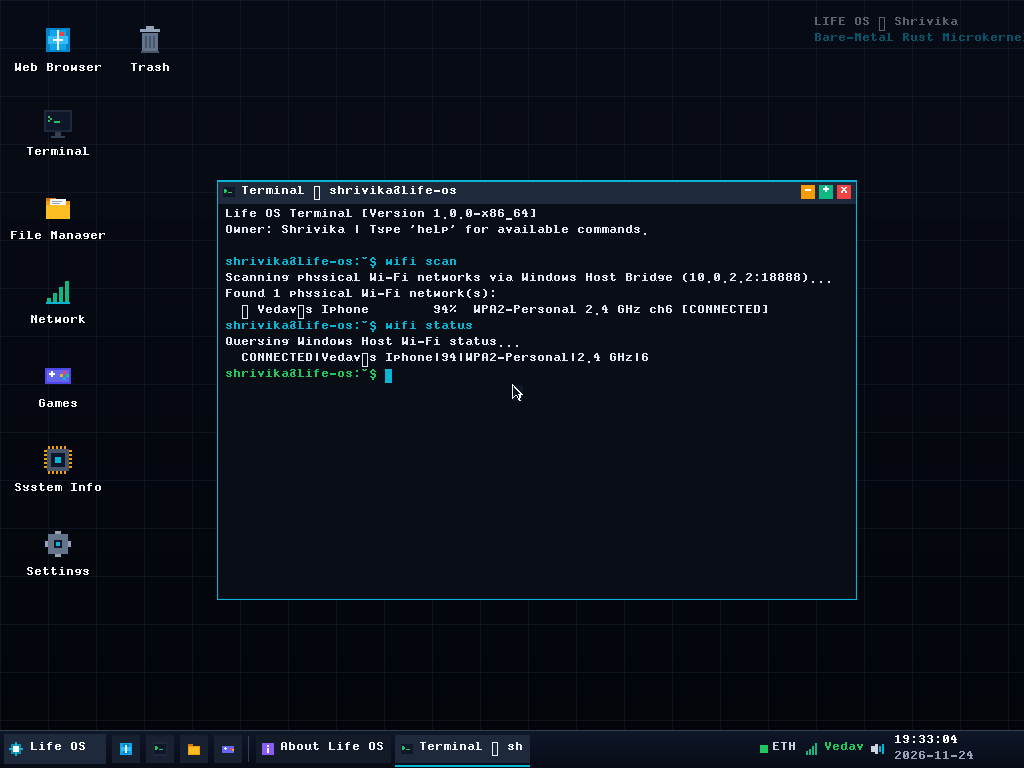 LIFE OS ▯ Shrivika
Bare-Metal Rust Microkerne
Web Browser
Trash
Terminal
File Manager
Network
Games
System Info
Settings
Terminal ▯ shrivika@life-os
Life OS Terminal [Version 1.0.0-x86_64]
Owner: Shrivika | Type 'help' for available commands.
shrivika@life-os:~$ wifi scan
Scanning physical Wi-Fi networks via Windows Host Bridge (10.0.2.2:18888)...
Found 1 physical Wi-Fi network(s):
▯ Vedav▯s Iphone 94% WPA2-Personal 2.4 GHz ch6 [CONNECTED]
shrivika@life-os:~$ wifi status
Querying Windows Host Wi-Fi status...
CONNECTED|Vedav▯s Iphone|94|WPA2-Personal|2.4 GHz|6
shrivika@life-os:~$
Life OS
About Life OS
Terminal ▯ sh
ETH
Vedav
19:33:04
2026-11-24